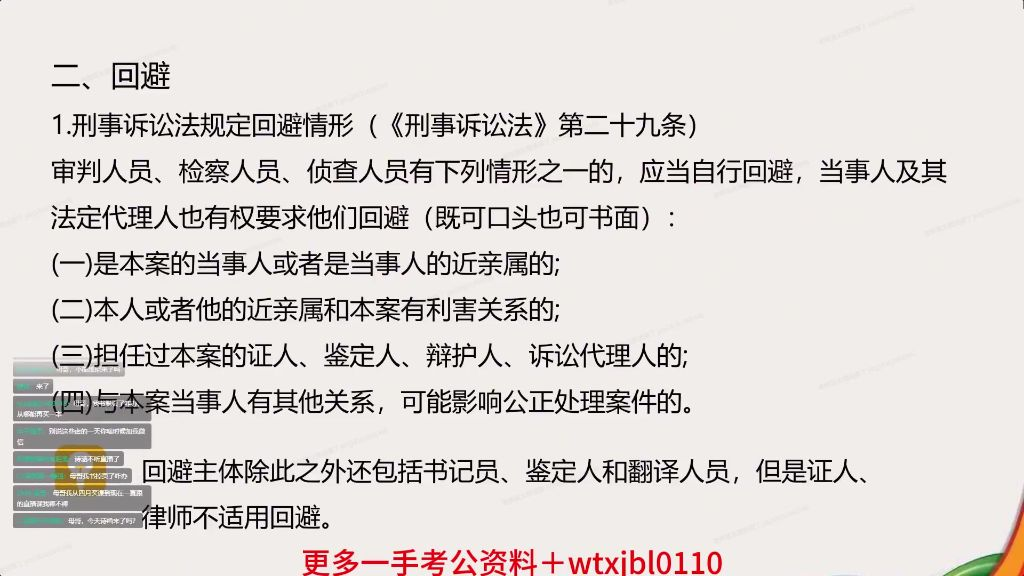 二、回避
1.刑事诉讼法规定回避情形（《刑事诉讼法》第二十九条）
审判人员、检察人员、侦查人员有下列情形之一的，应当自行回避，当事人及其
法定代理人也有权要求他们回避（既可口头也可书面）：
(一)是本案的当事人或者是当事人的近亲属的;
(二)本人或者他的近亲属和本案有利害关系的;
(三)担任过本案的证人、鉴定人、辩护人、诉讼代理人的;
来了
(四)与本案当事人有其他关系，可能影响公正处理案件的。
回避主体除此之外还包括书记员、鉴定人和翻译人员，但是证人、
律师不适用回避。
更多一手考公资料＋wtxjbl0110